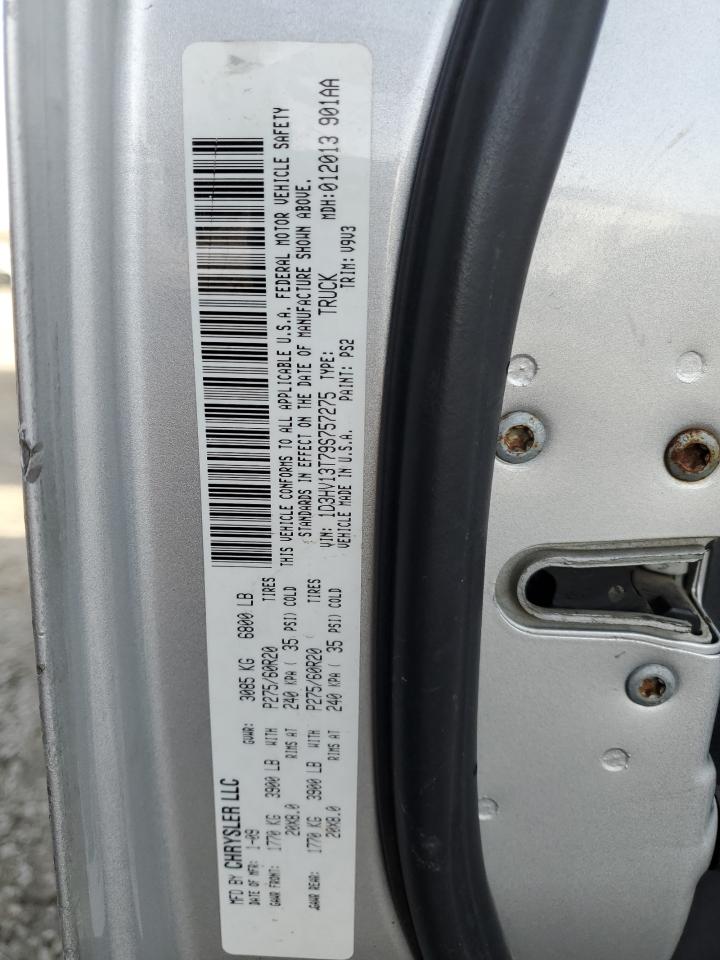 MFD BY CHRYSLER LLC
DATE OF MFR: 1-09 GVWR: 3085 KG 6800 LB
GAWR FRONT: 1770 KG 3900 LB WITH P275/60R20 TIRES
20X8.0 RIMS AT 240 KPA ( 35 PSI) COLD
GAWR REAR: 1770 KG 3900 LB WITH P275/60R20 TIRES
20X8.0 RIMS AT 240 KPA ( 35 PSI) COLD
THIS VEHICLE CONFORMS TO ALL APPLICABLE U.S.A. FEDERAL MOTOR VEHICLE SAFETY
STANDARDS IN EFFECT ON THE DATE OF MANUFACTURE SHOWN ABOVE.
VIN: 1D3HV13T79S757275 TYPE: TRUCK MDH:012013 901AA
VEHICLE MADE IN U.S.A. PAINT: PS2 TRIM: V9V3